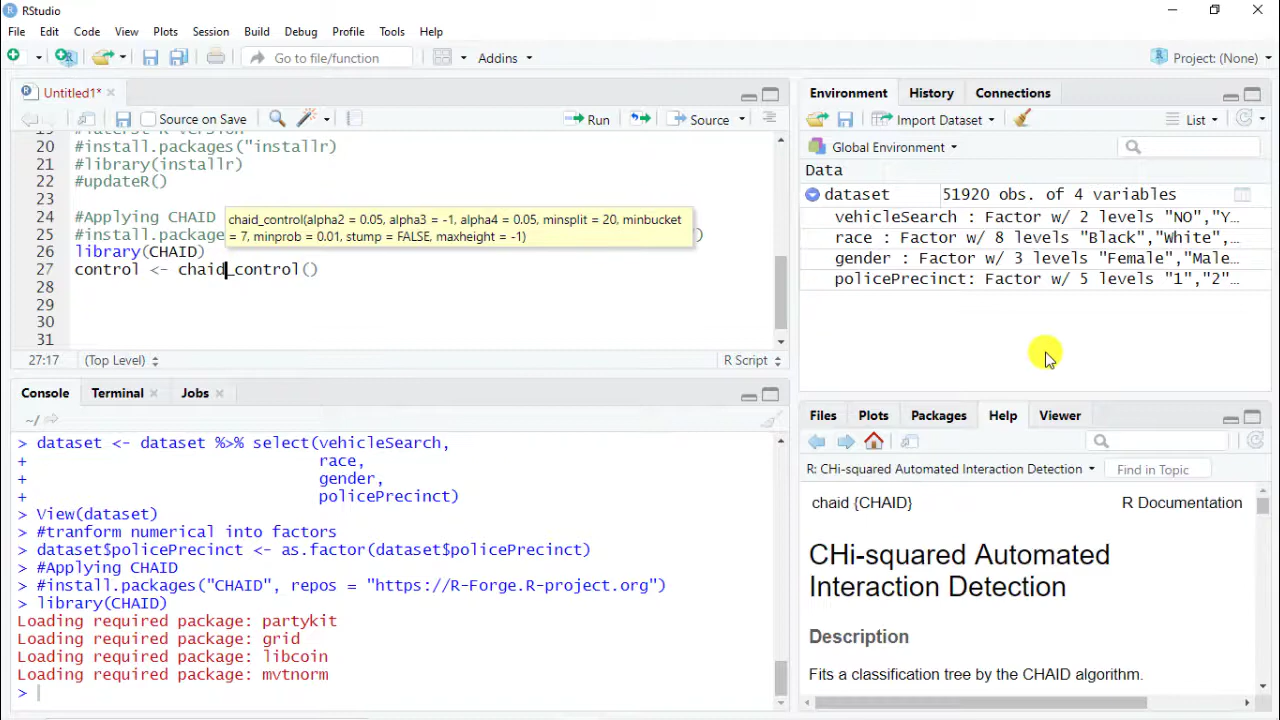 RStudio
File Edit Code View Plots Session Build Debug Profile Tools Help
Go to file/function Addins Project: (None)
Untitled1*
Source on Save Run Source
20 #install.packages("installr)
21 #library(installr)
22 #updateR()
23
24 #Applying CHAID
25 #install.packag )
26 library(CHAID)
27 control <- chaid_control()
28
29
30
31
chaid_control(alpha2 = 0.05, alpha3 = -1, alpha4 = 0.05, minsplit = 20, minbucket
= 7, minprob = 0.01, stump = FALSE, maxheight = -1)
27:17 (Top Level) R Script
Console Terminal Jobs
~/
> dataset <- dataset %>% select(vehicleSearch,
+ race,
+ gender,
+ policePrecinct)
> View(dataset)
> #tranform numerical into factors
> dataset$policePrecinct <- as.factor(dataset$policePrecinct)
> #Applying CHAID
> #install.packages("CHAID", repos = "https://R-Forge.R-project.org")
> library(CHAID)
Loading required package: partykit
Loading required package: grid
Loading required package: libcoin
Loading required package: mvtnorm
>
Environment History Connections
Import Dataset List
Global Environment
Data
dataset 51920 obs. of 4 variables
vehicleSearch : Factor w/ 2 levels "NO","Y…
race : Factor w/ 8 levels "Black","White",
gender : Factor w/ 3 levels "Female","Male…
policePrecinct: Factor w/ 5 levels "1","2"…
Files Plots Packages Help Viewer
R: CHi-squared Automated Interaction Detection Find in Topic
chaid {CHAID} R Documentation
CHi-squared Automated
Interaction Detection
Description
Fits a classification tree by the CHAID algorithm.